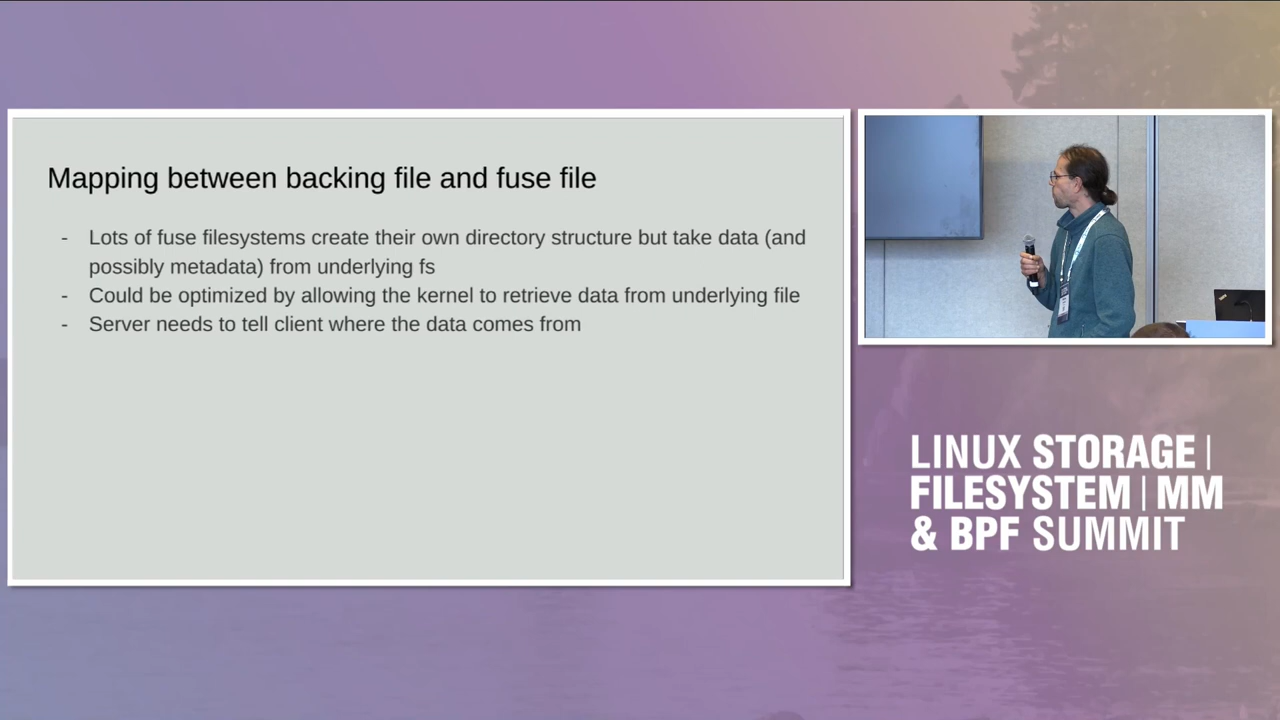 Mapping between backing file and fuse file
- Lots of fuse filesystems create their own directory structure but take data (and
possibly metadata) from underlying fs
- Could be optimized by allowing the kernel to retrieve data from underlying file
- Server needs to tell client where the data comes from
LINUX STORAGE |
FILESYSTEM | MM
& BPF SUMMIT